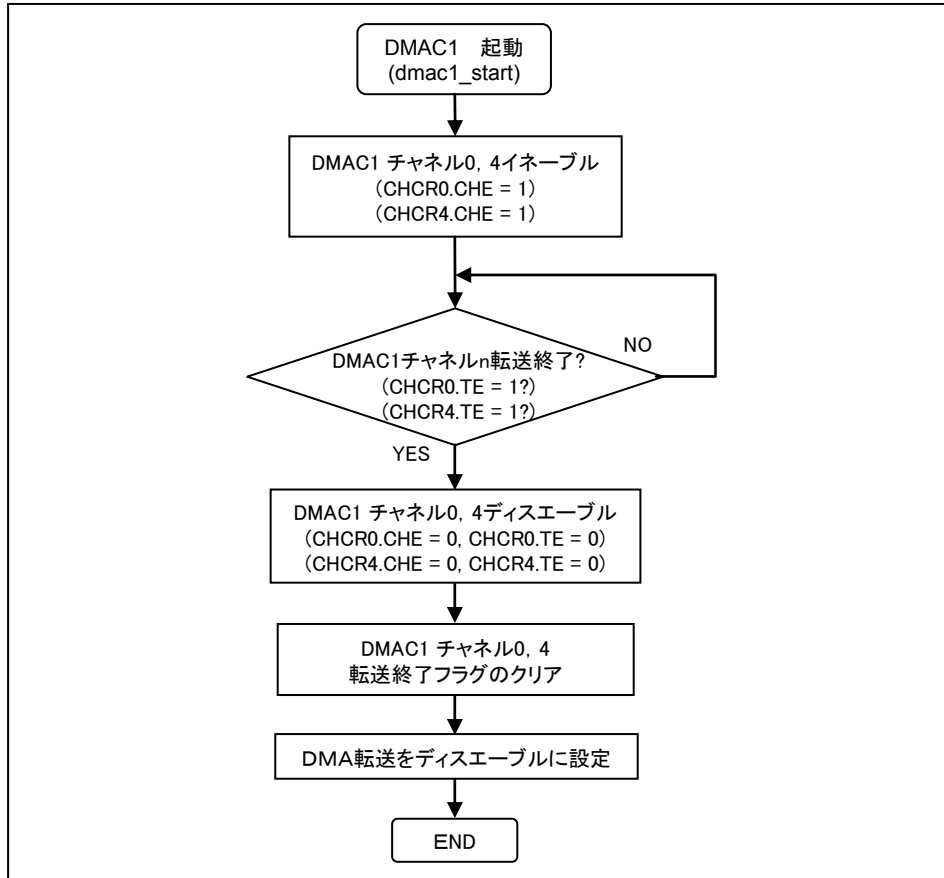 DMAC1　起動
(dmac1_start)
DMAC1 チャネル0, 4イネーブル
(CHCR0.CHE = 1)
(CHCR4.CHE = 1)
NO
DMAC1チャネルn転送終了?
(CHCR0.TE = 1?)
(CHCR4.TE = 1?)
YES
DMAC1 チャネル0, 4ディスエーブル
(CHCR0.CHE = 0, CHCR0.TE = 0)
(CHCR4.CHE = 0, CHCR4.TE = 0)
DMAC1 チャネル0, 4
転送終了フラグのクリア
DMA転送をディスエーブルに設定
END